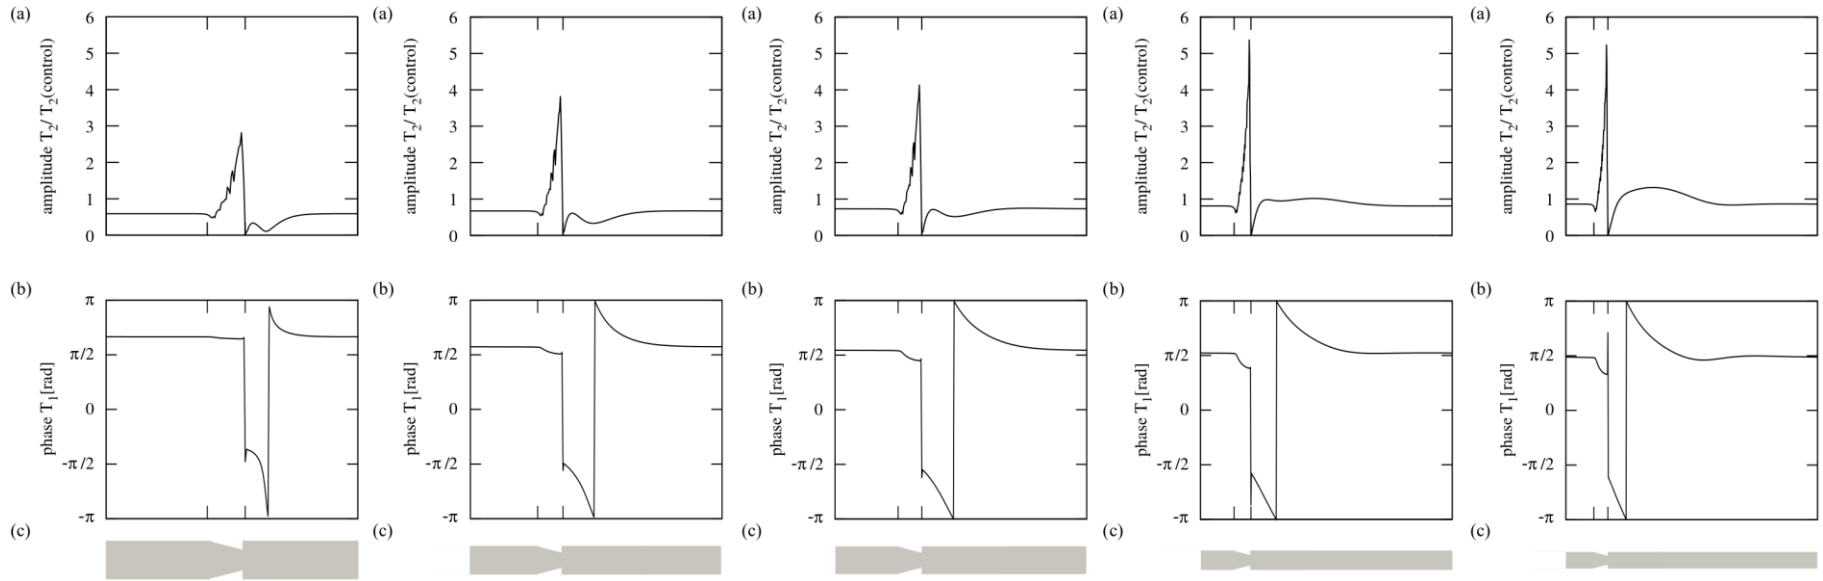 (a) (a) (a) (a) (a)
6 6 6 6 6
5 5 5 5 5
4 4 4 4 4
3 3 3 3 3
2 2 2 2 2
1 1 1 1 1
0 0 0 0 0
amplitude T2/ T2(control) amplitude T2/ T2(control) amplitude T2/ T2(control) amplitude T2/ T2(control) amplitude T2/ T2(control)
(b) (b) (b) (b) (b)
π π π π π
π/2 π/2 π/2 π/2 π/2
0 0 0 0 0
-π/2 -π/2 -π/2 -π/2 -π/2
-π -π -π -π -π
phase T1[rad] phase T1[rad] phase T1[rad] phase T1[rad] phase T1[rad]
(c) (c) (c) (c) (c)